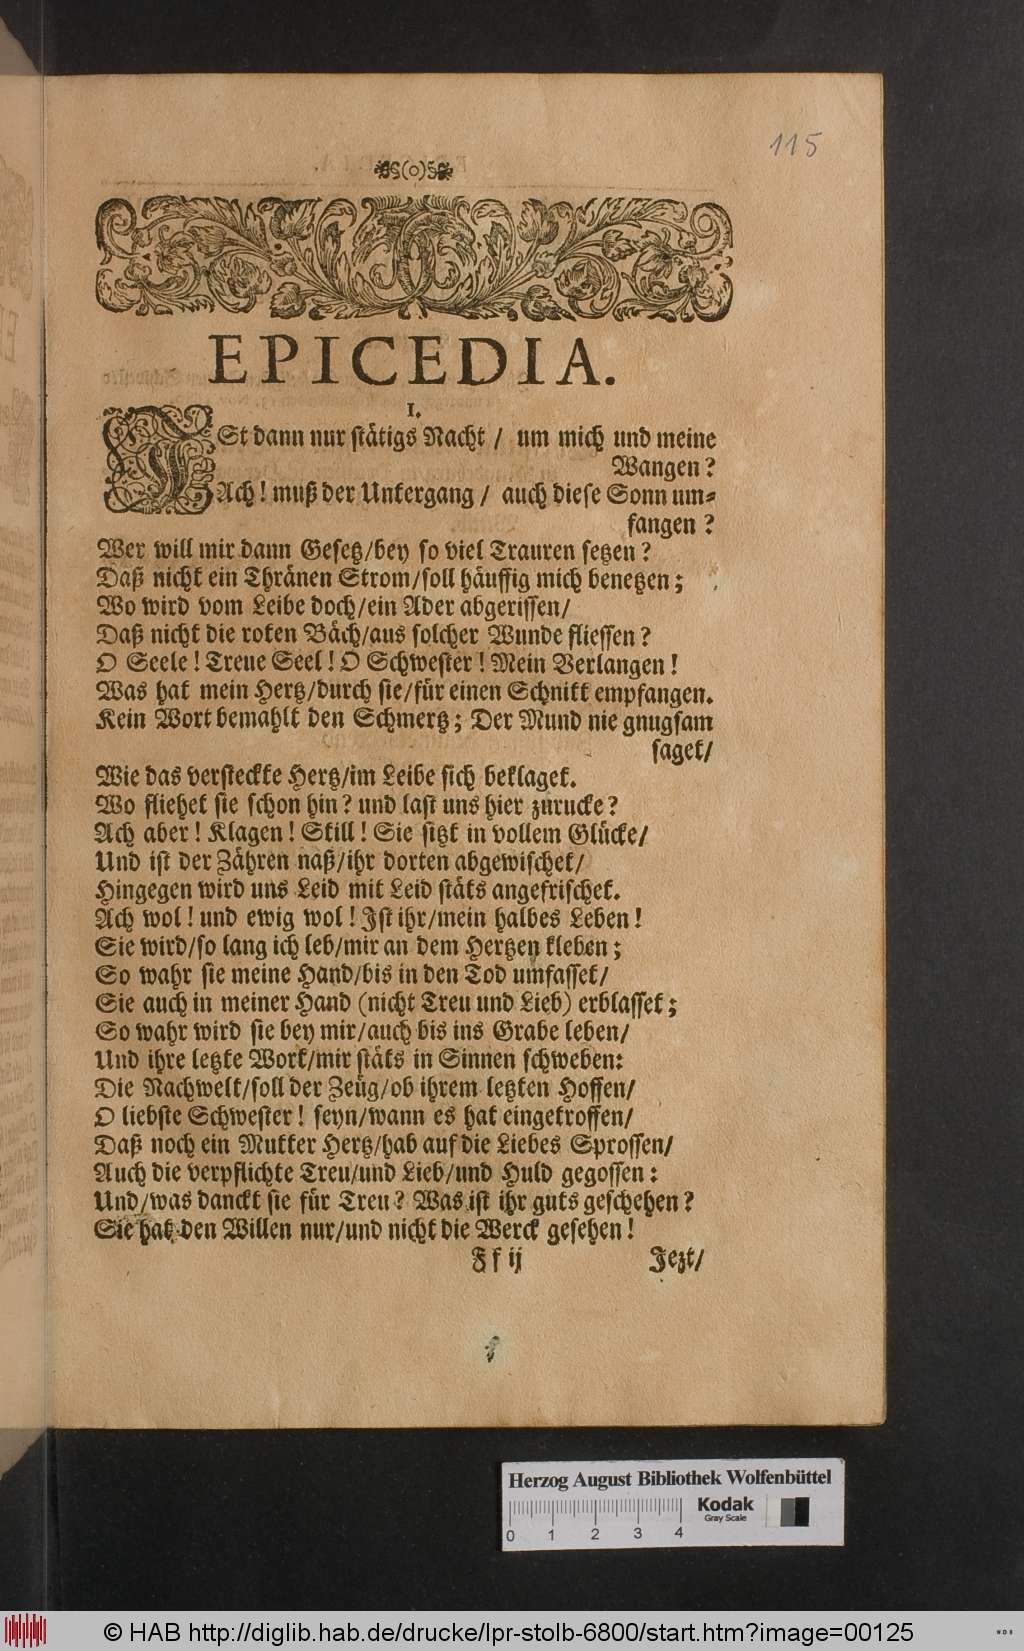 115
(o)
EPICEDIA.
I.
ISt dann nur stätigs Nacht / um mich und meine
Wangen?
Ach! muß der Untergang / auch diese Sonn um-
fangen?
Wer will mir dann Gesetz/bey so viel Trauren setzen?
Daß nicht ein Thränen Strom/soll häuffig mich benetzen;
Wo wird vom Leibe doch/ein Ader abgerissen/
Daß nicht die roten Bäch/aus solcher Wunde fliessen?
O Seele! Treue Seel! O Schwester! Mein Verlangen!
Was hat mein Hertz/durch sie/für einen Schnitt empfangen.
Kein Wort bemahlt den Schmertz; Der Mund nie gnugsam
saget/
Wie das versteckte Hertz/im Leibe sich beklaget.
Wo fliehet sie schon hin? und last uns hier zurucke?
Ach aber! Klagen! Still! Sie sitzt in vollem Glücke/
Und ist der Zähren naß/ihr dorten abgewischet/
Hingegen wird uns Leid mit Leid stäts angefrischet.
Ach wol! und ewig wol! Ist ihr/mein halbes Leben!
Sie wird/so lang ich leb/mir an dem Hertzen kleben;
So wahr sie meine Hand/bis in den Tod umfasset/
Sie auch in meiner Hand (nicht Treu und Lieb) erblasset;
So wahr wird sie bey mir/auch bis ins Grabe leben/
Und ihre letzte Wort/mir stäts in Sinnen schweben:
Die Nachwelt/soll der Zeüg/ob ihrem letzten Hoffen/
O liebste Schwester! seyn/wann es hat eingetroffen/
Daß noch ein Mutter Hertz/hab auf die Liebes Sprossen/
Auch die verpflichte Treu/und Lieb/und Huld gegossen:
Und/was danckt sie für Treu? Was ist ihr guts geschehen?
Sie hat den Willen nur/und nicht die Werck gesehen!
Ff ij Jezt/
Herzog August Bibliothek Wolfenbüttel
Kodak
Gray Scale
0 1 2 3 4
© HAB http://diglib.hab.de/drucke/lpr-stolb-6800/start.htm?image=00125
WDB